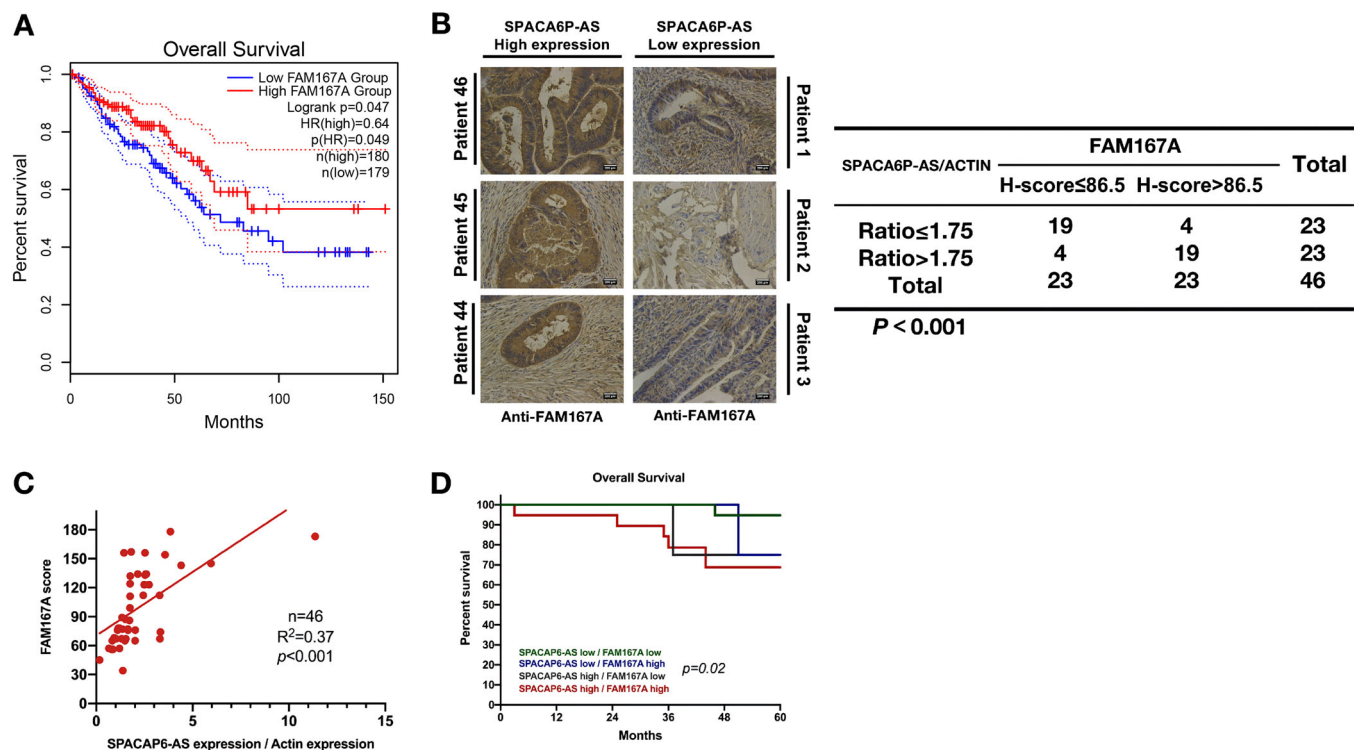 A
Overall Survival
Low FAM167A Group
High FAM167A Group
Logrank p=0.047
HR(high)=0.64
p(HR)=0.049
n(high)=180
n(low)=179
Percent survival
1.0
0.8
0.6
0.4
0.2
0.0
0
50
100
150
Months
B
SPACA6P-AS
High expression
SPACA6P-AS
Low expression
Patient 46
Patient 1
Patient 45
Patient 2
Patient 44
Patient 3
Anti-FAM167A
Anti-FAM167A
SPACA6P-AS/ACTIN FAM167A Total
H-score≤86.5 H-score>86.5
Ratio≤1.75 19 4 23
Ratio>1.75 4 19 23
Total 23 23 46
P < 0.001
C
FAM167A score
180
150
120
90
60
30
0
n=46
R²=0.37
p<0.001
0 5 10 15
SPACAP6-AS expression / Actin expression
D
Overall Survival
Percent survival
100
90
80
70
60
50
40
30
20
10
0
SPACAP6-AS low / FAM167A low
SPACAP6-AS low / FAM167A high
SPACAP6-AS high / FAM167A low
SPACAP6-AS high / FAM167A high
p=0.02
0 12 24 36 48 60
Months